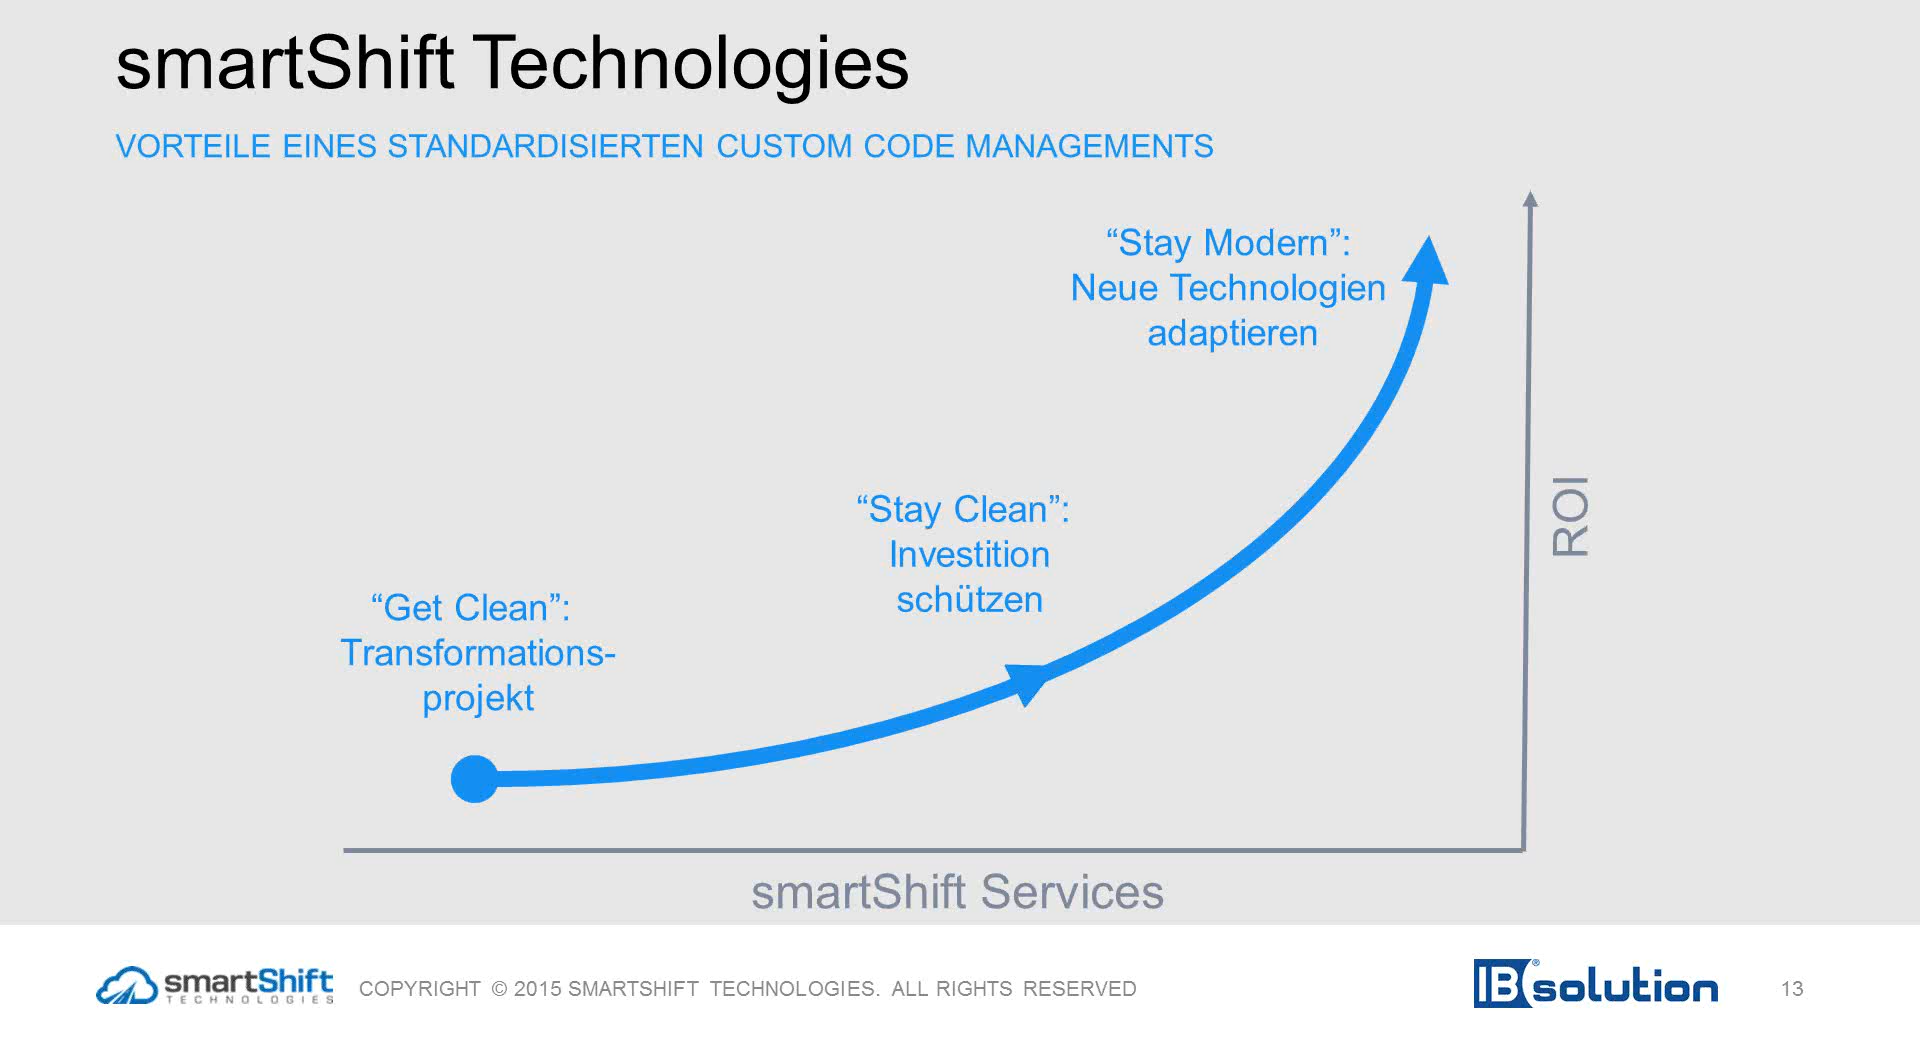 smartShift Technologies
VORTEILE EINES STANDARDISIERTEN CUSTOM CODE MANAGEMENTS
“Stay Modern”:
Neue Technologien
adaptieren
“Stay Clean”:
Investition
schützen
“Get Clean”:
Transformations-
projekt
ROI
smartShift Services
smartShift
TECHNOLOGIES
COPYRIGHT © 2015 SMARTSHIFT TECHNOLOGIES. ALL RIGHTS RESERVED
IBsolution®
13